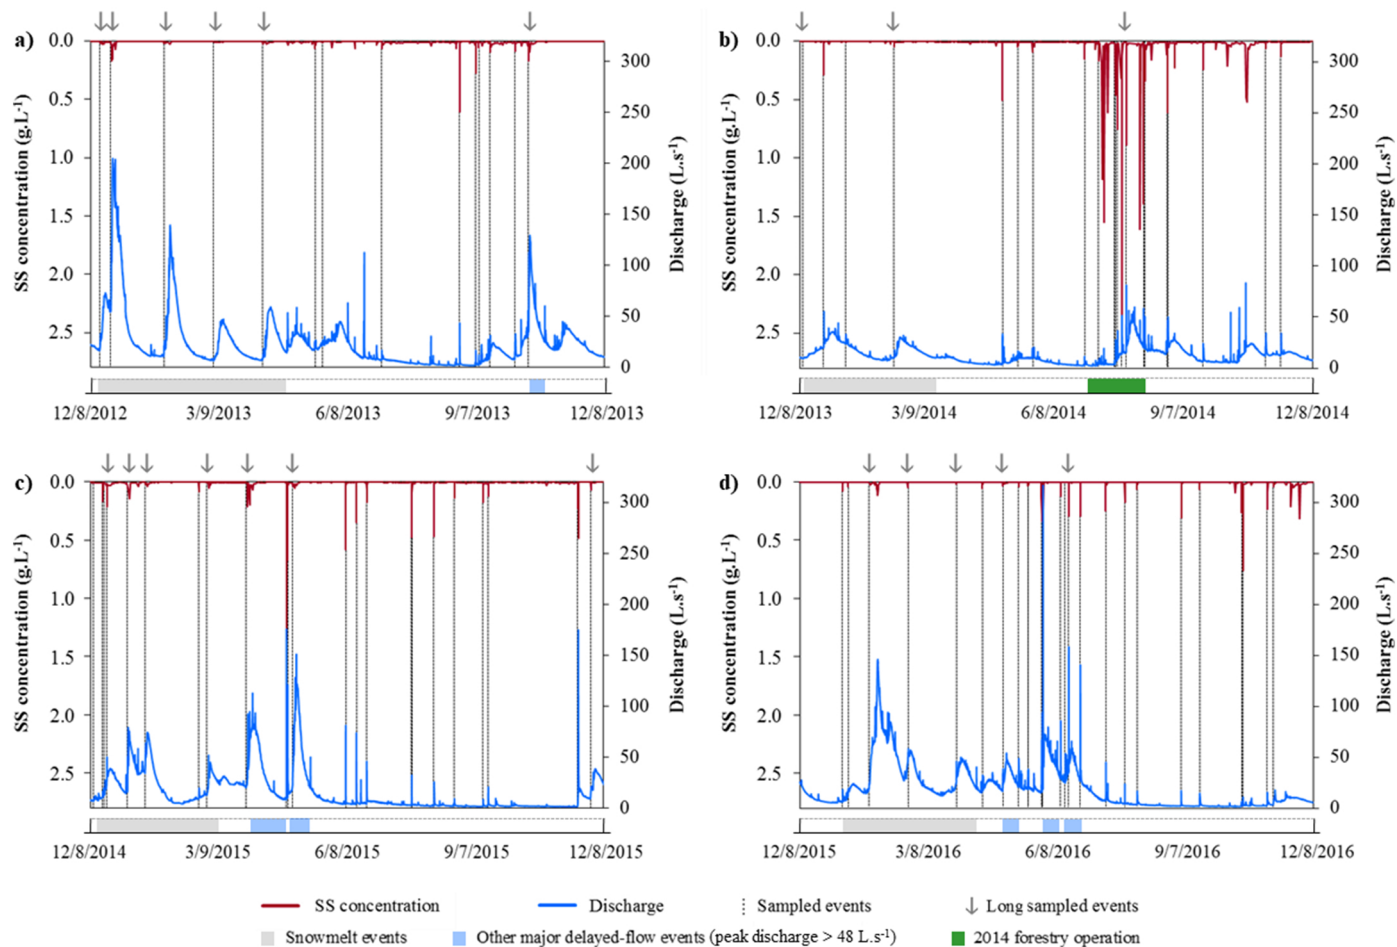 a)
0.0
0.5
1.0
1.5
2.0
2.5
SS concentration (g.L-1)
300
250
200
150
100
50
0
Discharge (L.s-1)
12/8/2012 3/9/2013 6/8/2013 9/7/2013 12/8/2013
b)
0.0
0.5
1.0
1.5
2.0
2.5
SS concentration (g.L-1)
300
250
200
150
100
50
0
Discharge (L.s-1)
12/8/2013 3/9/2014 6/8/2014 9/7/2014 12/8/2014
c)
0.0
0.5
1.0
1.5
2.0
2.5
SS concentration (g.L-1)
300
250
200
150
100
50
0
Discharge (L.s-1)
12/8/2014 3/9/2015 6/8/2015 9/7/2015 12/8/2015
d)
0.0
0.5
1.0
1.5
2.0
2.5
SS concentration (g.L-1)
300
250
200
150
100
50
0
Discharge (L.s-1)
12/8/2015 3/8/2016 6/8/2016 9/7/2016 12/8/2016
SS concentration Discharge Sampled events Long sampled events
Snowmelt events Other major delayed-flow events (peak discharge > 48 L.s-1) 2014 forestry operation